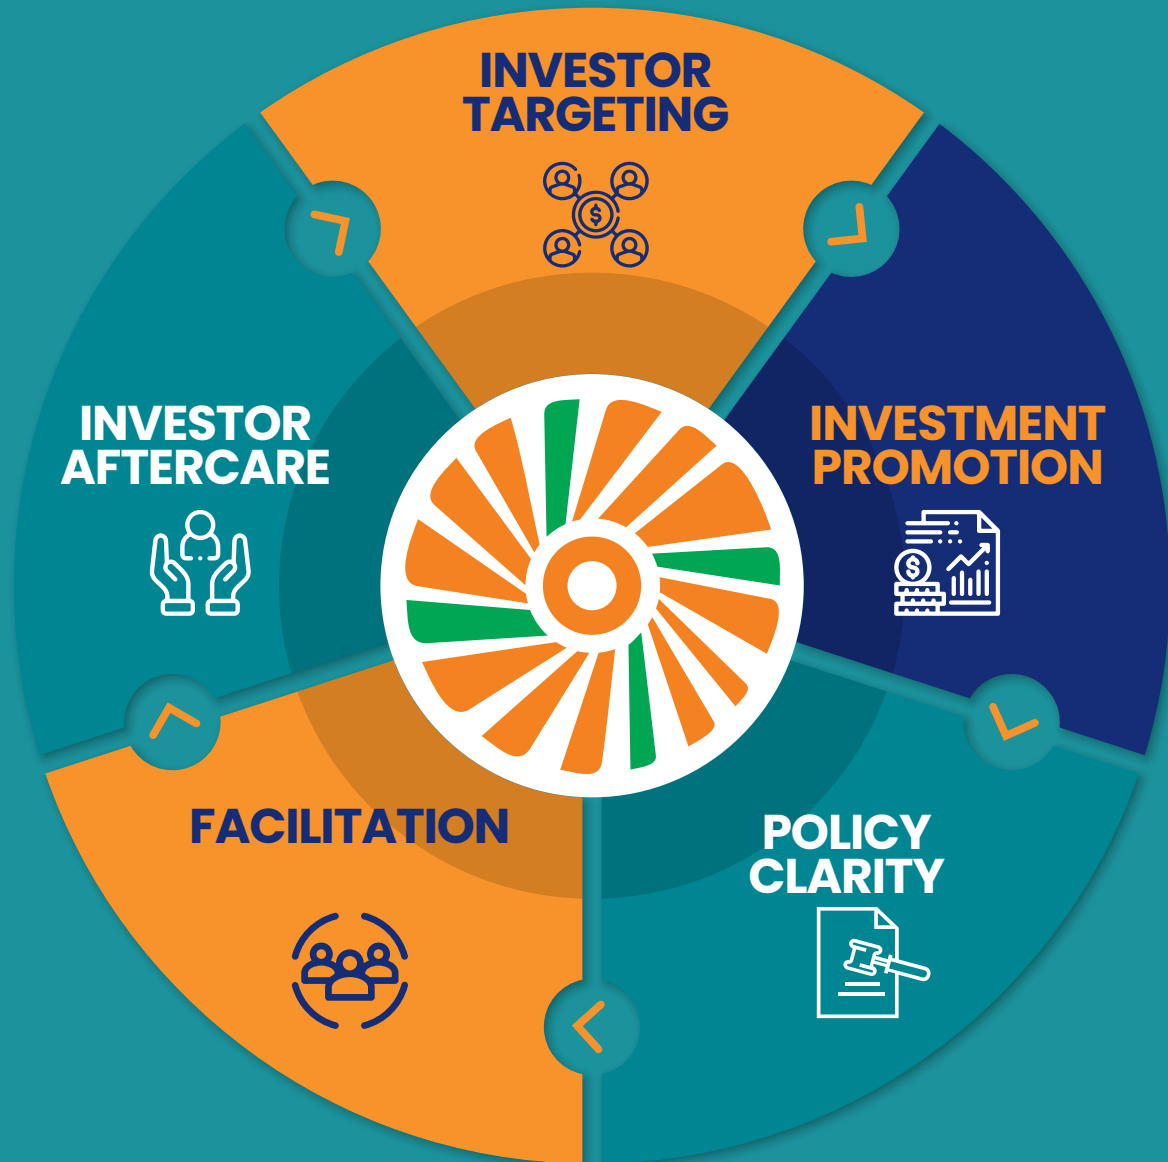 INVESTOR
TARGETING
INVESTMENT
PROMOTION
POLICY
CLARITY
FACILITATION
INVESTOR
AFTERCARE